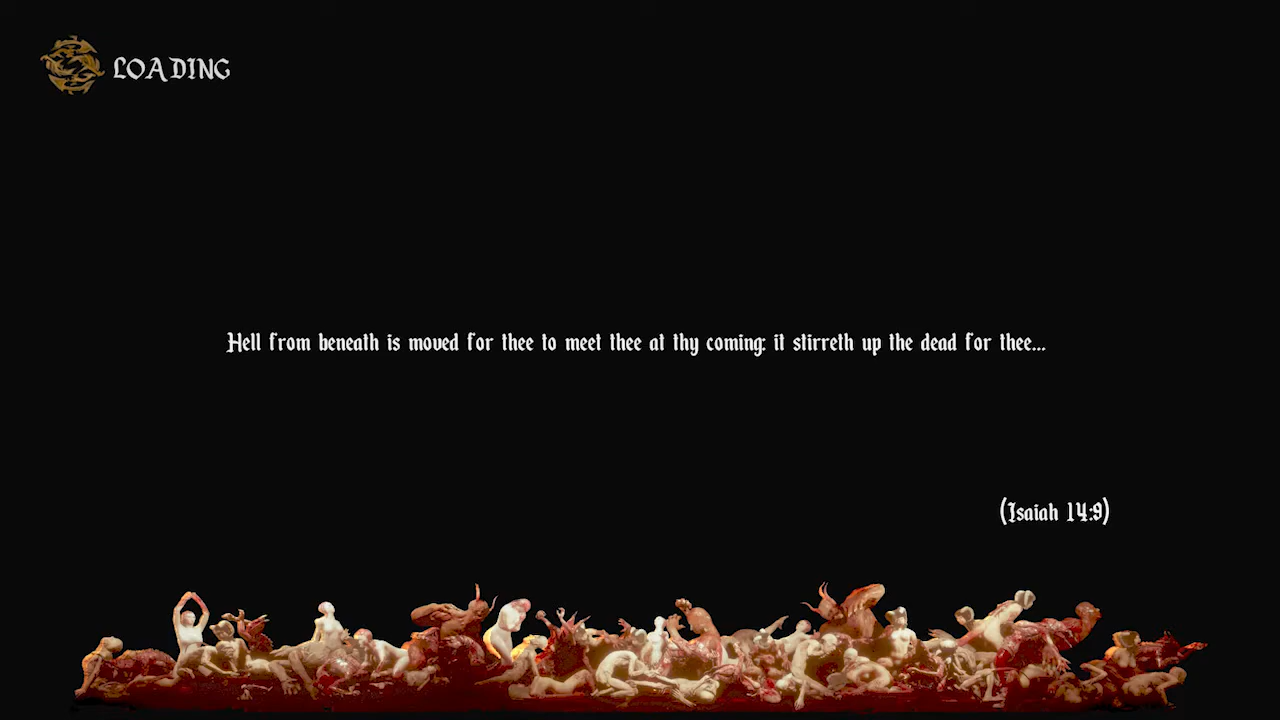 LOADING
Hell from beneath is moved for thee to meet thee at thy coming: it stirreth up the dead for thee...
(Isaiah 14:9)